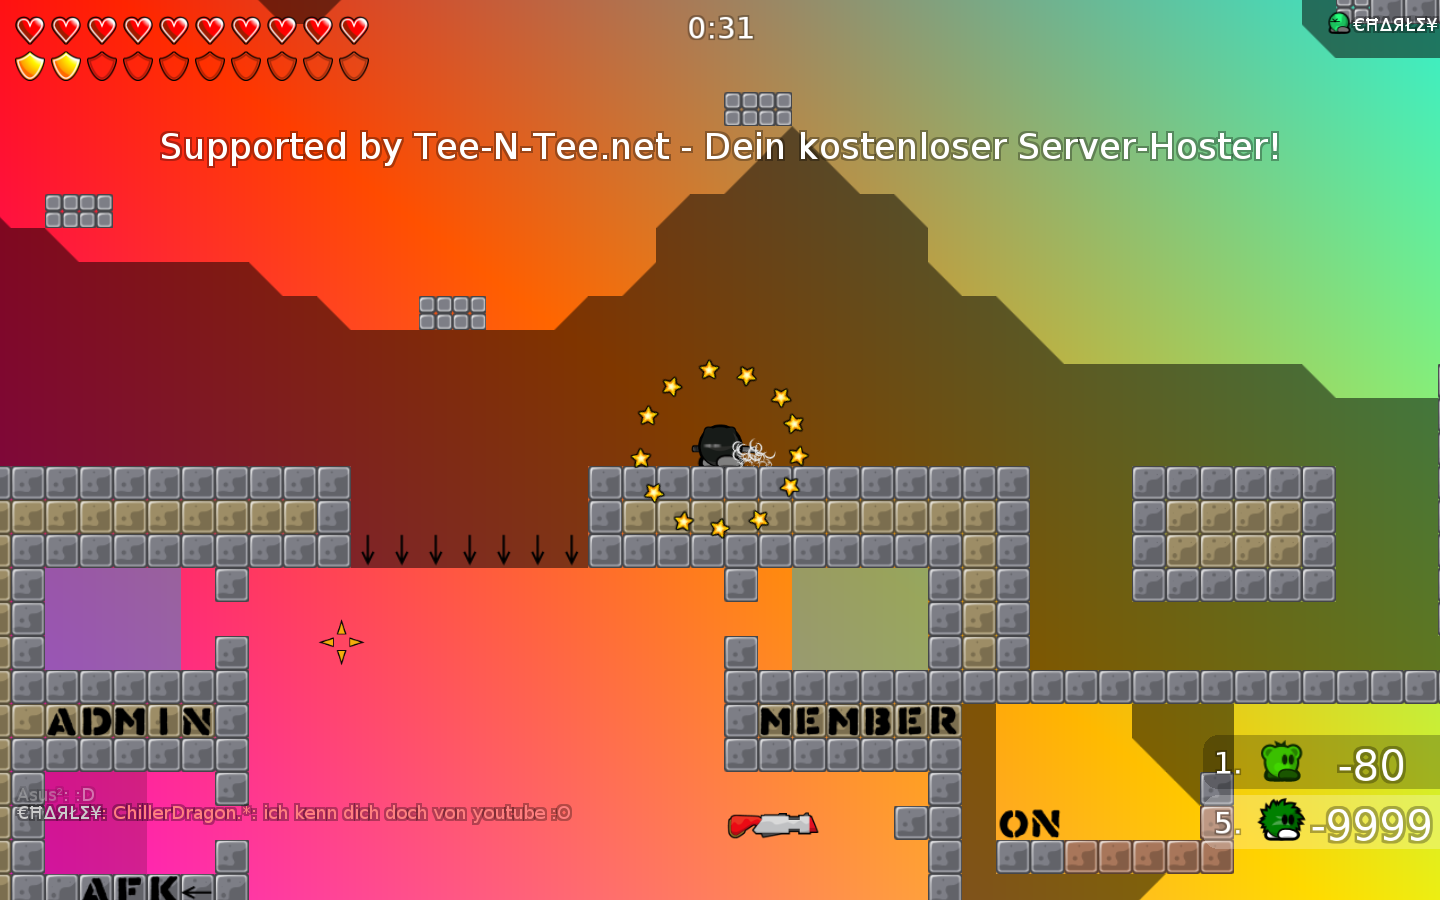 0:31
€ĦΔЯŁΣ¥
Supported by Tee-N-Tee.net - Dein kostenloser Server-Hoster!
ADMIN
MEMBER
1. -80
Asus²: :D
€ĦΔЯŁΣ¥: ChillerDragon.*: ich kenn dich doch von youtube :O
ON
5. -9999
AFK←